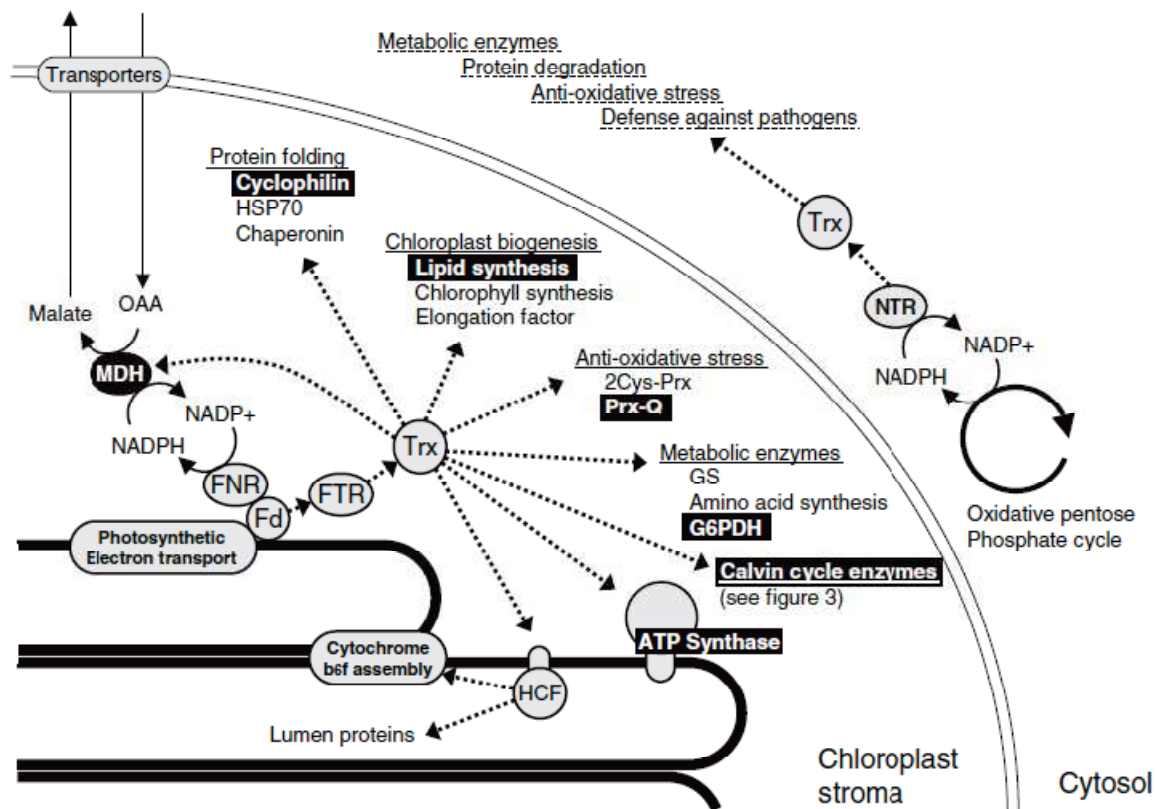 Transporters
Metabolic enzymes
Protein degradation
Anti-oxidative stress
Defense against pathogens
Protein folding
Cyclophilin
HSP70
Chaperonin
Chloroplast biogenesis
Lipid synthesis
Chlorophyll synthesis
Elongation factor
Trx
NTR
NADP+
NADPH
Oxidative pentose
Phosphate cycle
Malate
OAA
MDH
NADP+
NADPH
FNR
Fd
FTR
Trx
Anti-oxidative stress
2Cys-Prx
Prx-Q
Metabolic enzymes
GS
Amino acid synthesis
G6PDH
Calvin cycle enzymes
(see figure 3)
Photosynthetic
Electron transport
ATP Synthase
Cytochrome
b6f assembly
HCF
Lumen proteins
Chloroplast
stroma
Cytosol